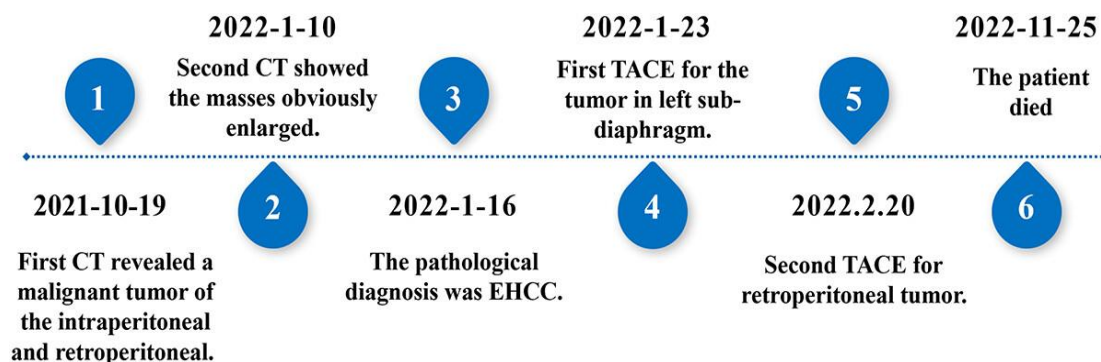 1
2021-10-19
First CT revealed a
malignant tumor of
the intraperitoneal
and retroperitoneal.
2022-1-10
Second CT showed
the masses obviously
enlarged.
2
3
2022-1-16
The pathological
diagnosis was EHCC.
2022-1-23
First TACE for the
tumor in left sub-
diaphragm.
4
5
2022.2.20
Second TACE for
retroperitoneal tumor.
2022-11-25
The patient
died
6